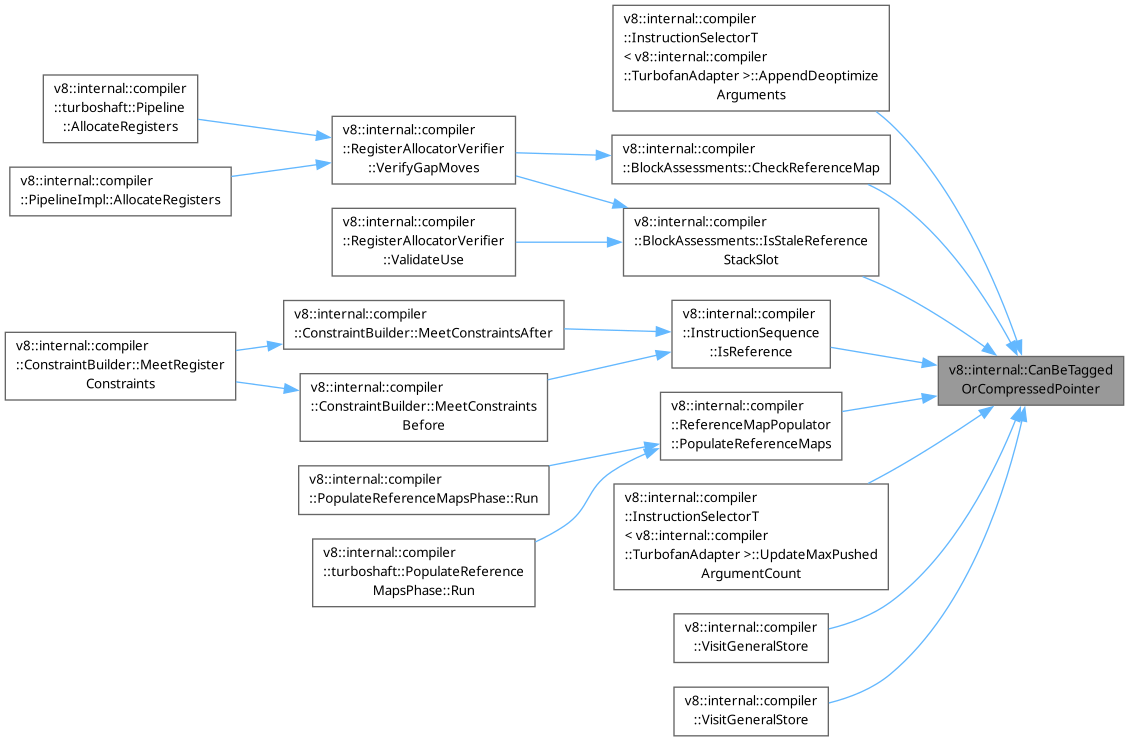 v8::internal::compiler
::InstructionSelectorT
< v8::internal::compiler
::TurbofanAdapter >::AppendDeoptimize
Arguments
v8::internal::compiler
::turboshaft::Pipeline
::AllocateRegisters
v8::internal::compiler
::RegisterAllocatorVerifier
::VerifyGapMoves
v8::internal::compiler
::BlockAssessments::CheckReferenceMap
v8::internal::compiler
::PipelineImpl::AllocateRegisters
v8::internal::compiler
::RegisterAllocatorVerifier
::ValidateUse
v8::internal::compiler
::BlockAssessments::IsStaleReference
StackSlot
v8::internal::compiler
::ConstraintBuilder::MeetConstraintsAfter
v8::internal::compiler
::InstructionSequence
::IsReference
v8::internal::compiler
::ConstraintBuilder::MeetRegister
Constraints
v8::internal::CanBeTagged
OrCompressedPointer
v8::internal::compiler
::ConstraintBuilder::MeetConstraints
Before
v8::internal::compiler
::ReferenceMapPopulator
::PopulateReferenceMaps
v8::internal::compiler
::PopulateReferenceMapsPhase::Run
v8::internal::compiler
::InstructionSelectorT
< v8::internal::compiler
::TurbofanAdapter >::UpdateMaxPushed
ArgumentCount
v8::internal::compiler
::turboshaft::PopulateReference
MapsPhase::Run
v8::internal::compiler
::VisitGeneralStore
v8::internal::compiler
::VisitGeneralStore